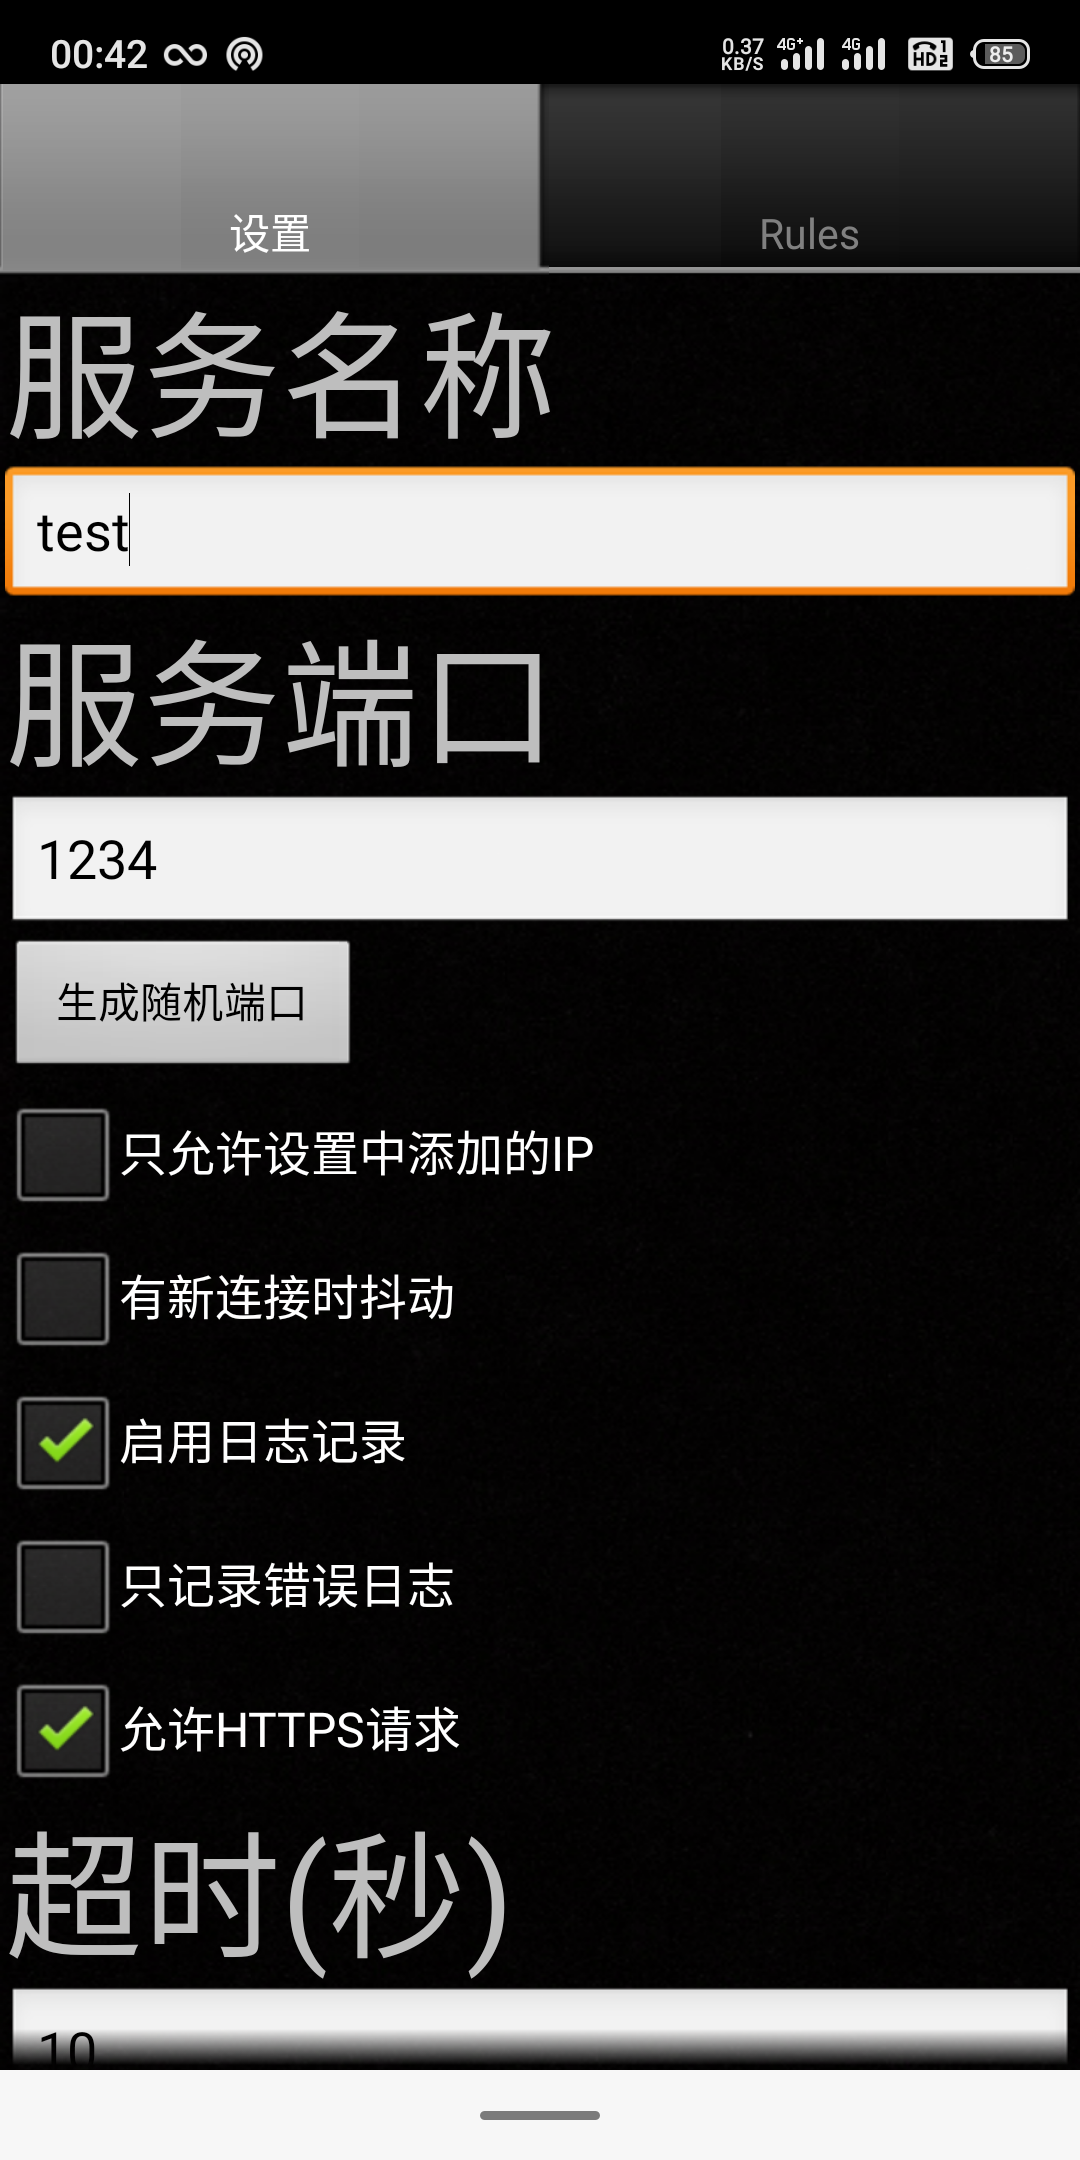 00:42 0.37 KB/S 4G+ 4G HD 1 2 85
设置 Rules
服务名称
test
服务端口
1234
生成随机端口
只允许设置中添加的IP
有新连接时抖动
启用日志记录
只记录错误日志
允许HTTPS请求
超时(秒)
10